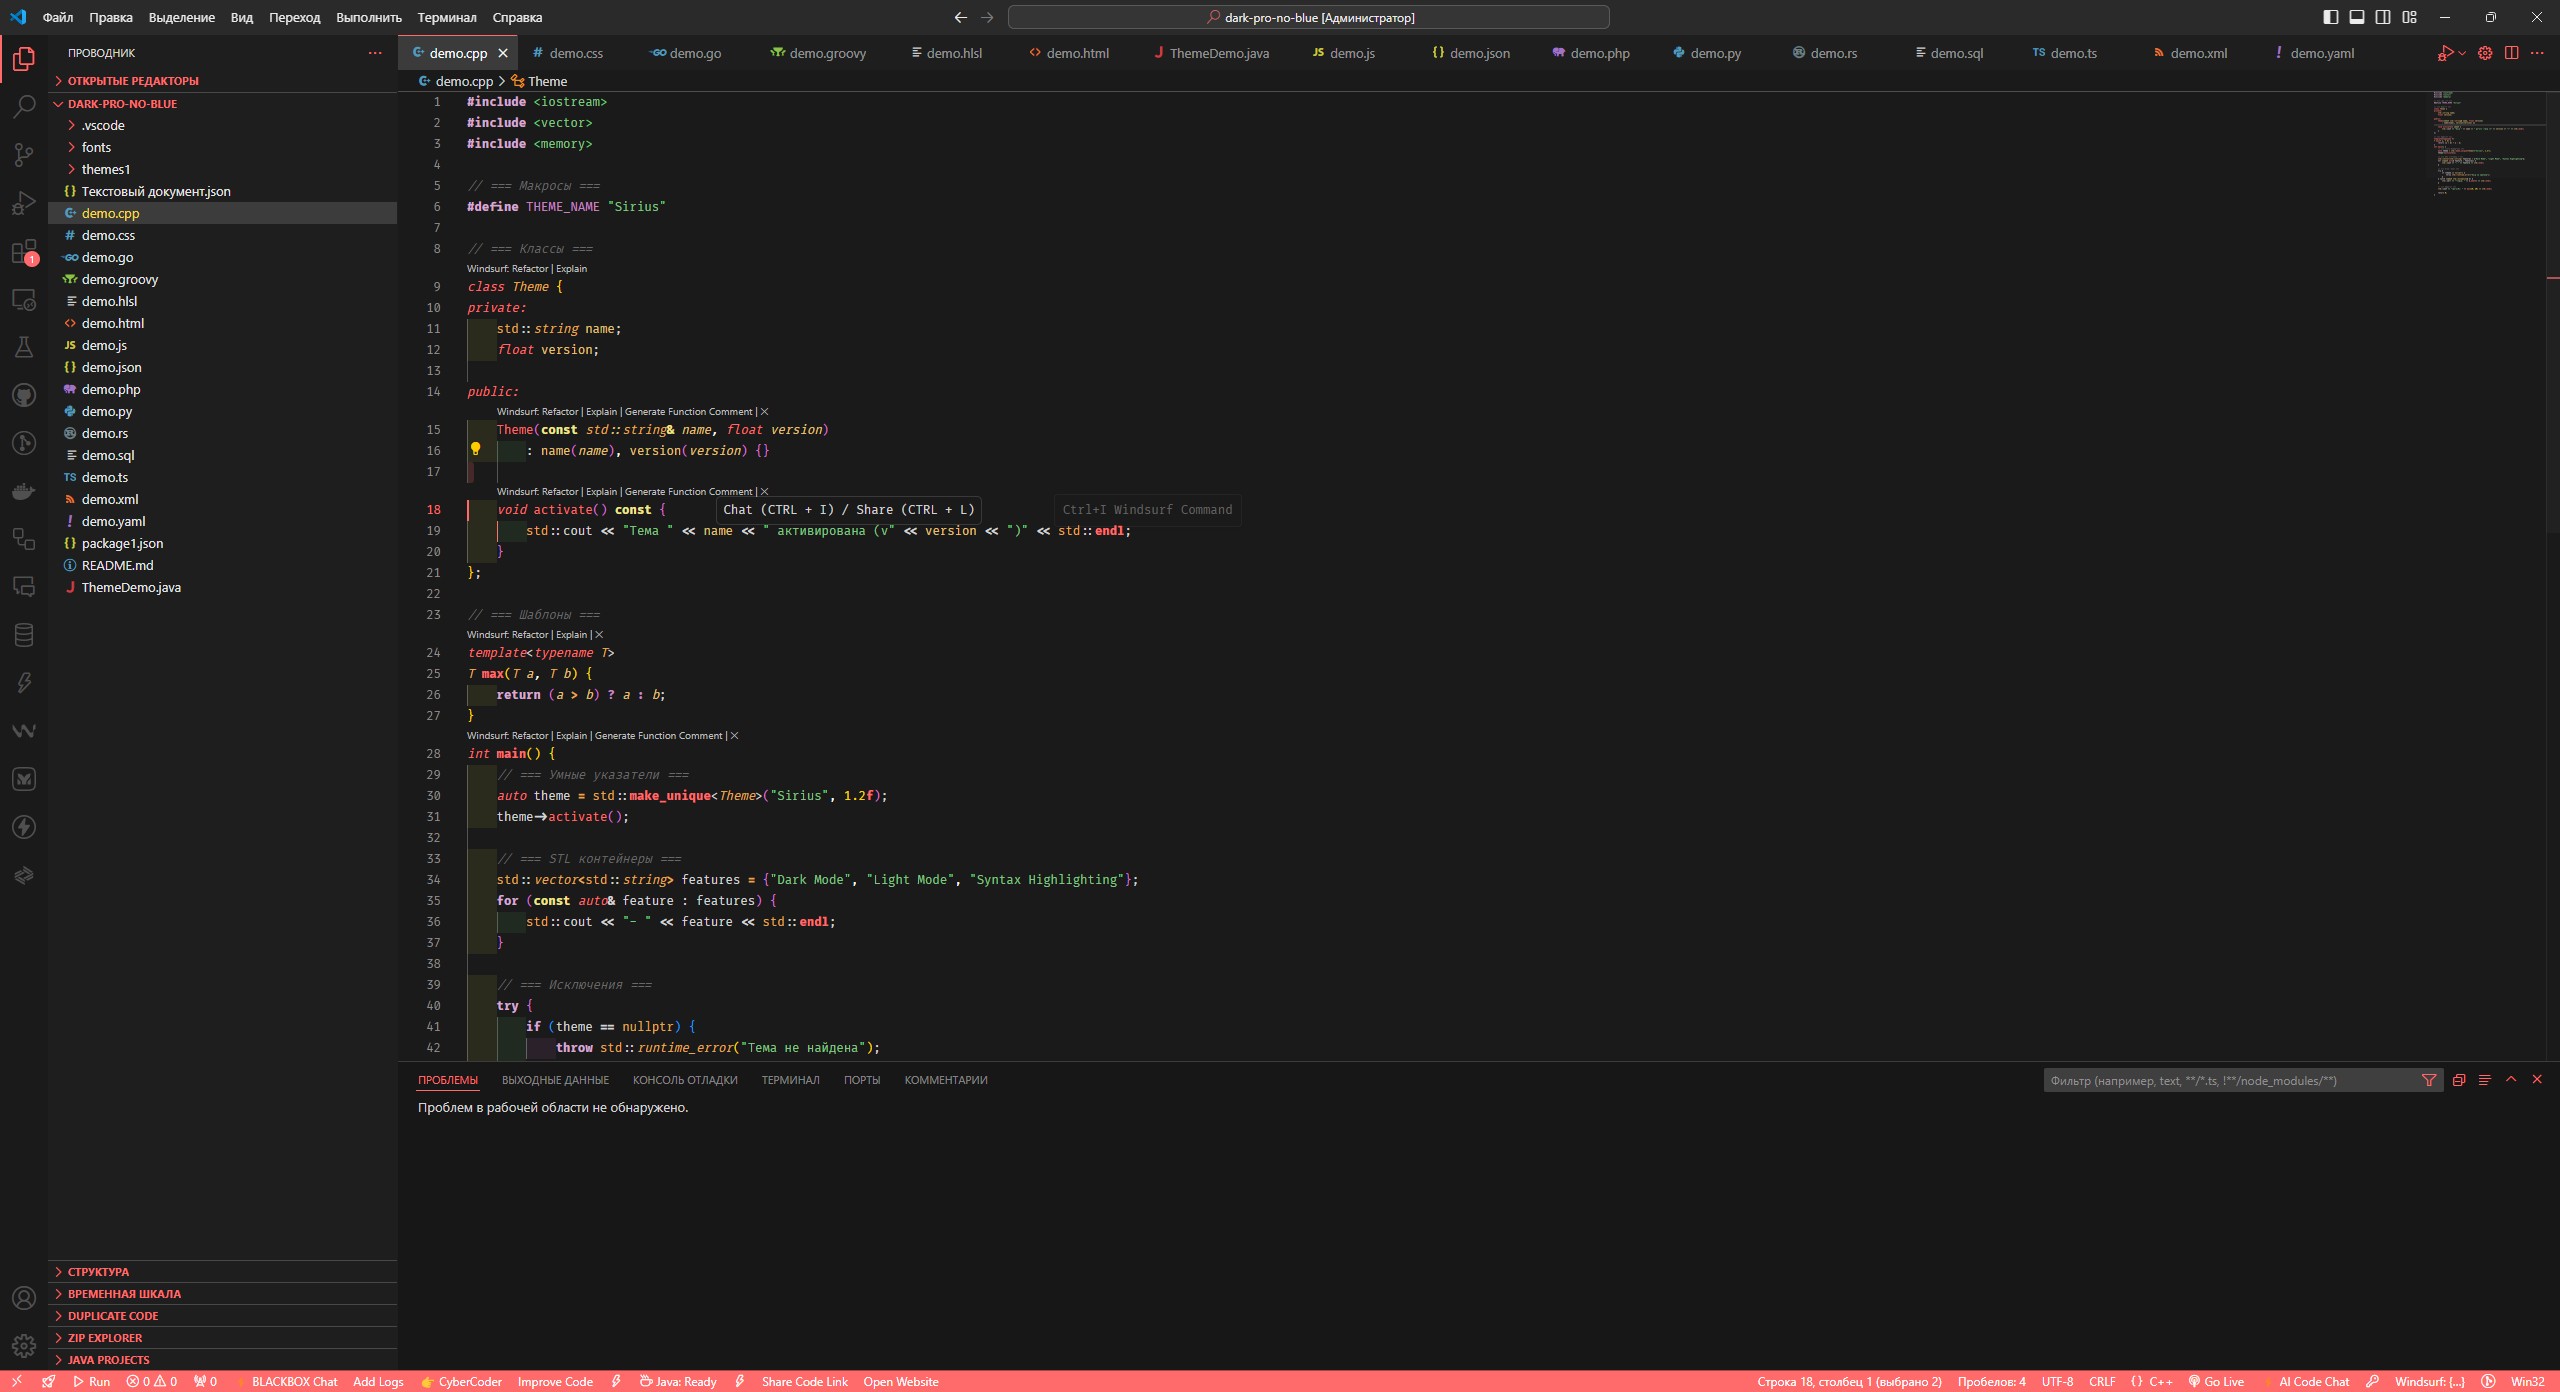 Файл Правка Выделение Вид Переход Выполнить Терминал Справка
dark-pro-no-blue [Администратор]
ПРОВОДНИК
ОТКРЫТЫЕ РЕДАКТОРЫ
DARK-PRO-NO-BLUE
.vscode
fonts
themes1
Текстовый документ.json
demo.cpp
demo.css
demo.go
demo.groovy
demo.hlsl
demo.html
demo.js
demo.json
demo.php
demo.py
demo.rs
demo.sql
demo.ts
demo.xml
demo.yaml
package1.json
README.md
ThemeDemo.java
1
СТРУКТУРА
ВРЕМЕННАЯ ШКАЛА
DUPLICATE CODE
ZIP EXPLORER
JAVA PROJECTS
demo.cpp demo.css demo.go demo.groovy demo.hlsl demo.html ThemeDemo.java demo.js demo.json demo.php demo.py demo.rs demo.sql demo.ts demo.xml demo.yaml
demo.cpp > Theme
1 #include <iostream>
2 #include <vector>
3 #include <memory>
4
5 // === Макросы ===
6 #define THEME_NAME "Sirius"
7
8 // === Классы ===
Windsurf: Refactor | Explain
9 class Theme {
10 private:
11 std::string name;
12 float version;
13
14 public:
Windsurf: Refactor | Explain | Generate Function Comment | ×
15 Theme(const std::string& name, float version)
16 : name(name), version(version) {}
17
Windsurf: Refactor | Explain | Generate Function Comment | ×
18 void activate() const { Chat (CTRL + I) / Share (CTRL + L) Ctrl+I Windsurf Command
19 std::cout << "Тема " << name << " активирована (v" << version << ")" << std::endl;
20 }
21 };
22
23 // === Шаблоны ===
Windsurf: Refactor | Explain | ×
24 template<typename T>
25 T max(T a, T b) {
26 return (a > b) ? a : b;
27 }
Windsurf: Refactor | Explain | Generate Function Comment | ×
28 int main() {
29 // === Умные указатели ===
30 auto theme = std::make_unique<Theme>("Sirius", 1.2f);
31 theme->activate();
32
33 // === STL контейнеры ===
34 std::vector<std::string> features = {"Dark Mode", "Light Mode", "Syntax Highlighting"};
35 for (const auto& feature : features) {
36 std::cout << "- " << feature << std::endl;
37 }
38
39 // === Исключения ===
40 try {
41 if (theme == nullptr) {
42 throw std::runtime_error("Тема не найдена");
ПРОБЛЕМЫ ВЫХОДНЫЕ ДАННЫЕ КОНСОЛЬ ОТЛАДКИ ТЕРМИНАЛ ПОРТЫ КОММЕНТАРИИ
Фильтр (например, text, **/*.ts, !**/node_modules/**)
Проблем в рабочей области не обнаружено.
Run 0 0 0 BLACKBOX Chat Add Logs CyberCoder Improve Code Java: Ready Share Code Link Open Website
Строка 18, столбец 1 (выбрано 2) Пробелов: 4 UTF-8 CRLF {} C++ Go Live AI Code Chat Windsurf: {...} Win32